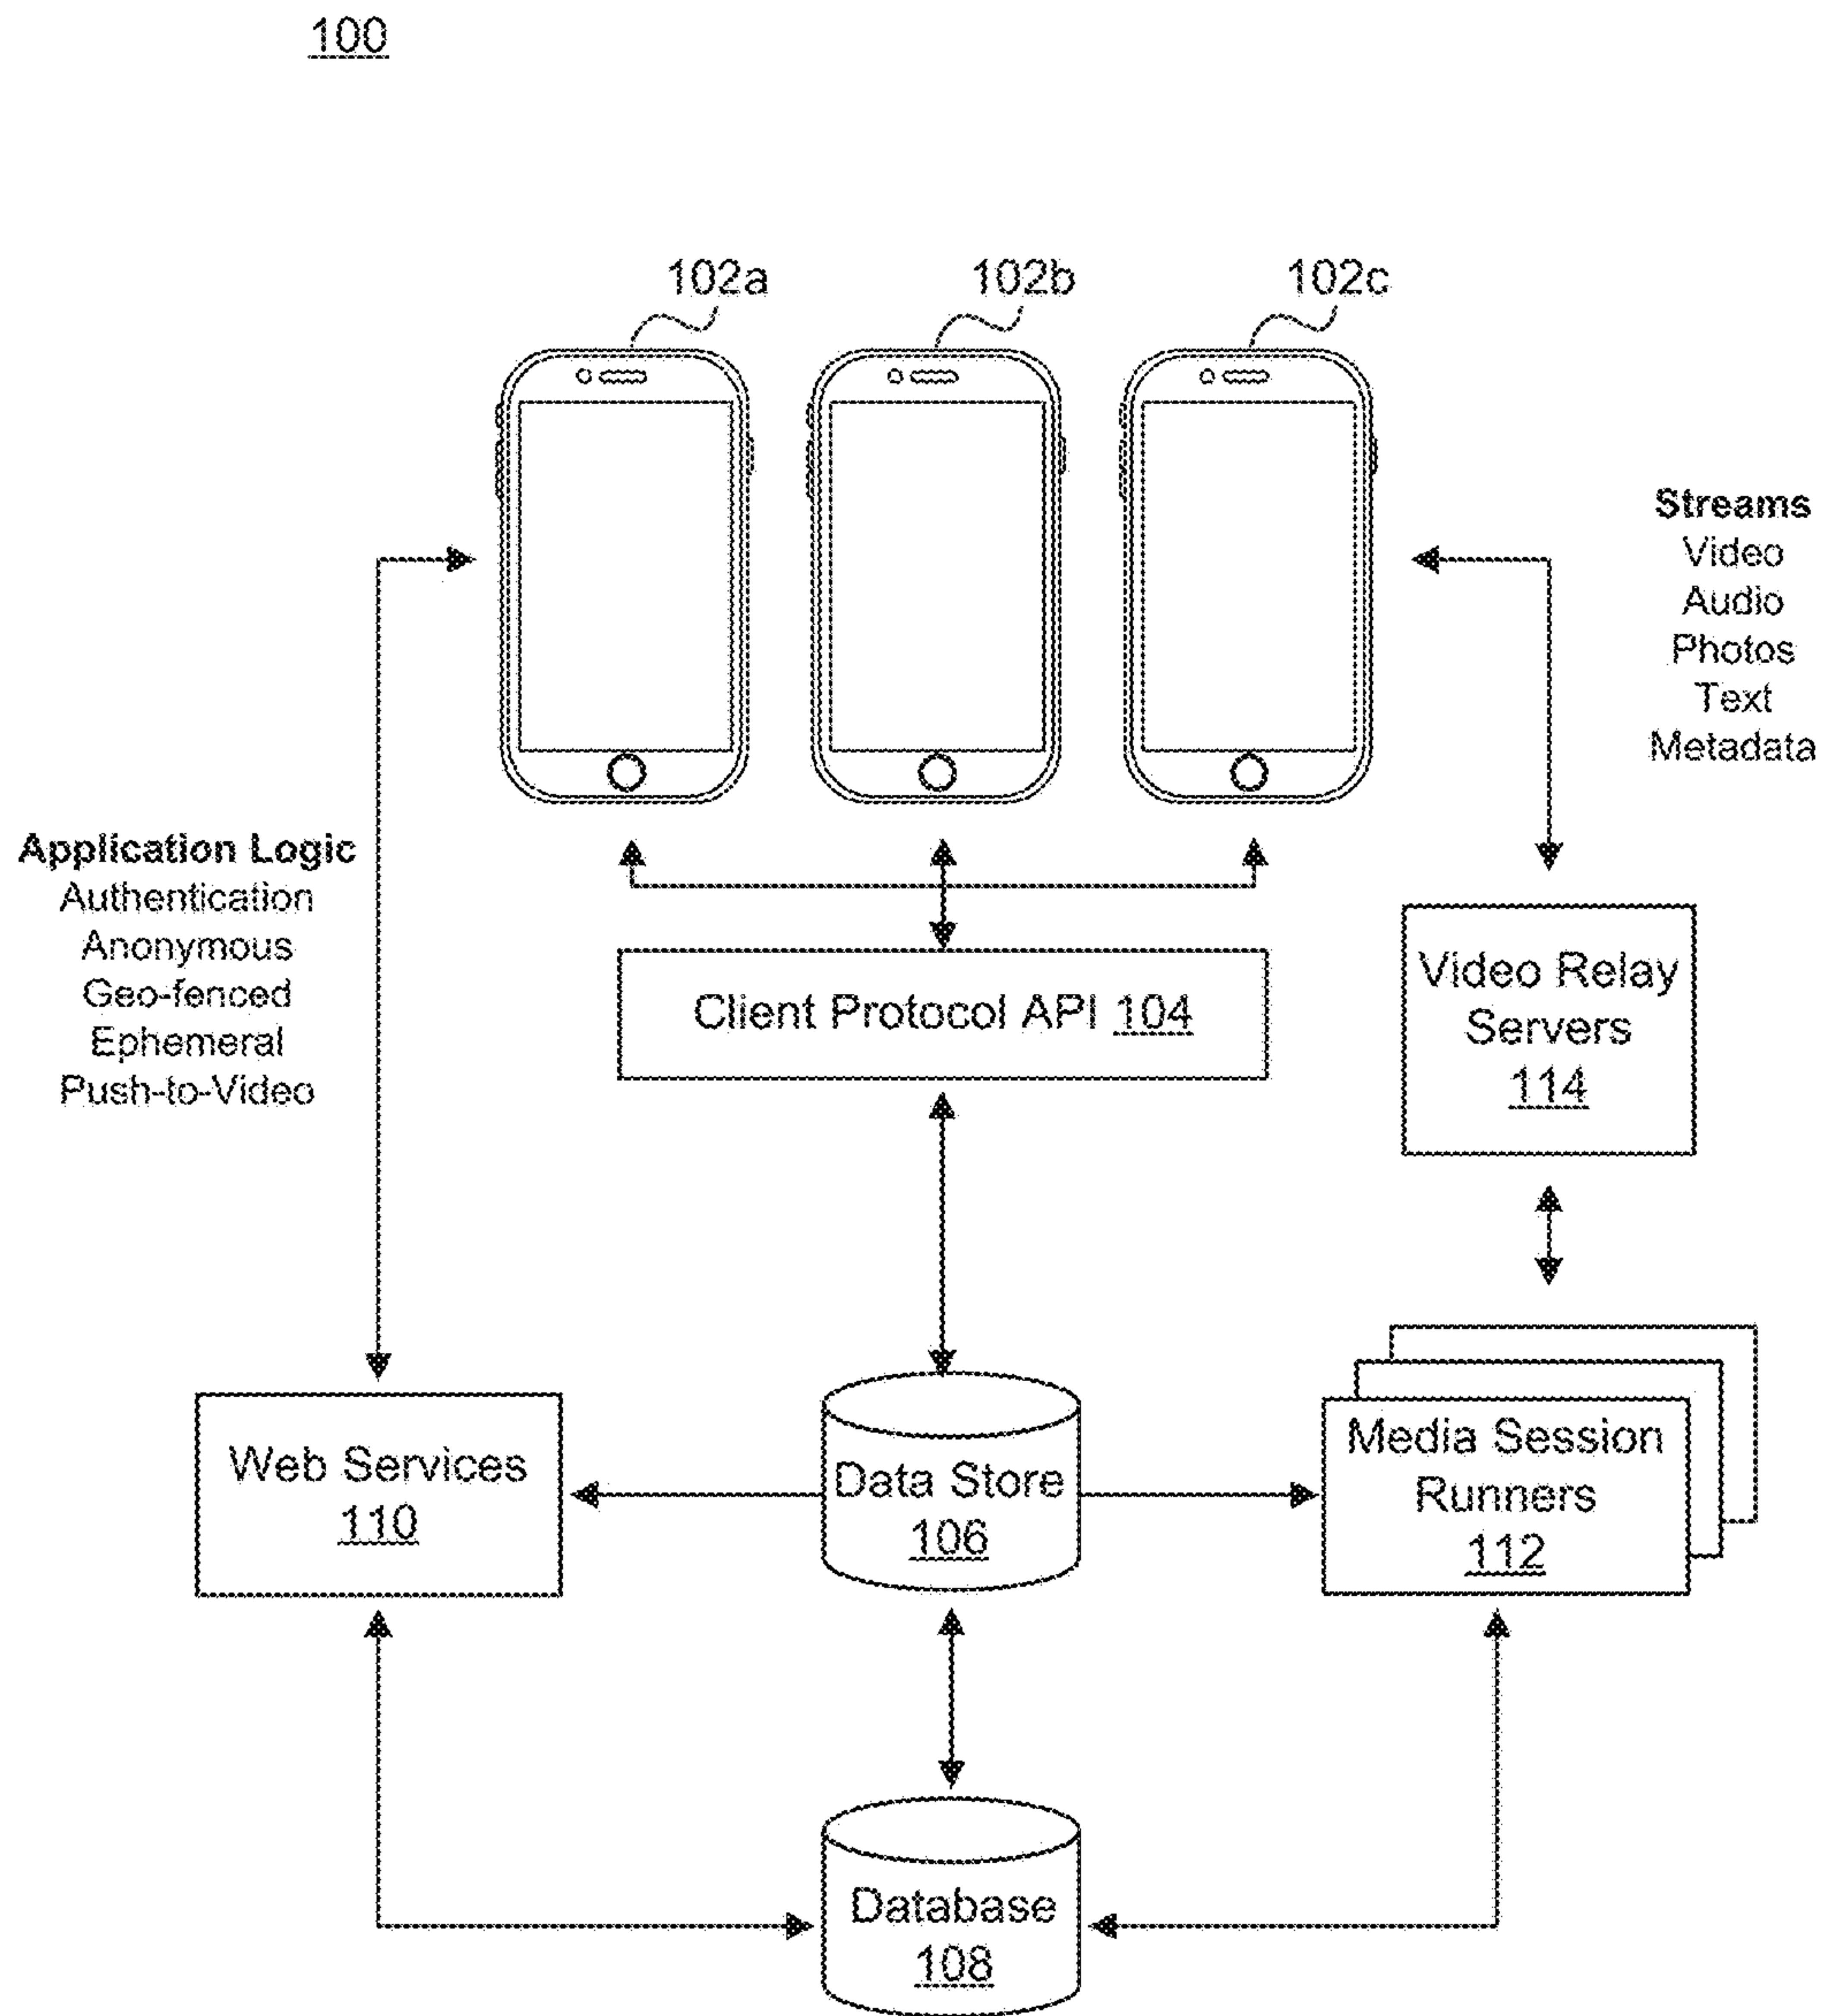 100
102a
102b
102c
Streams
Video
Audio
Photos
Text
Metadata
Application Logic
Authentication
Anonymous
Geo-fenced
Ephemeral
Push-to-Video
Client Protocol API 104
Video Relay
Servers
114
Web Services
110
Data Store
106
Media Session
Runners
112
Database
108